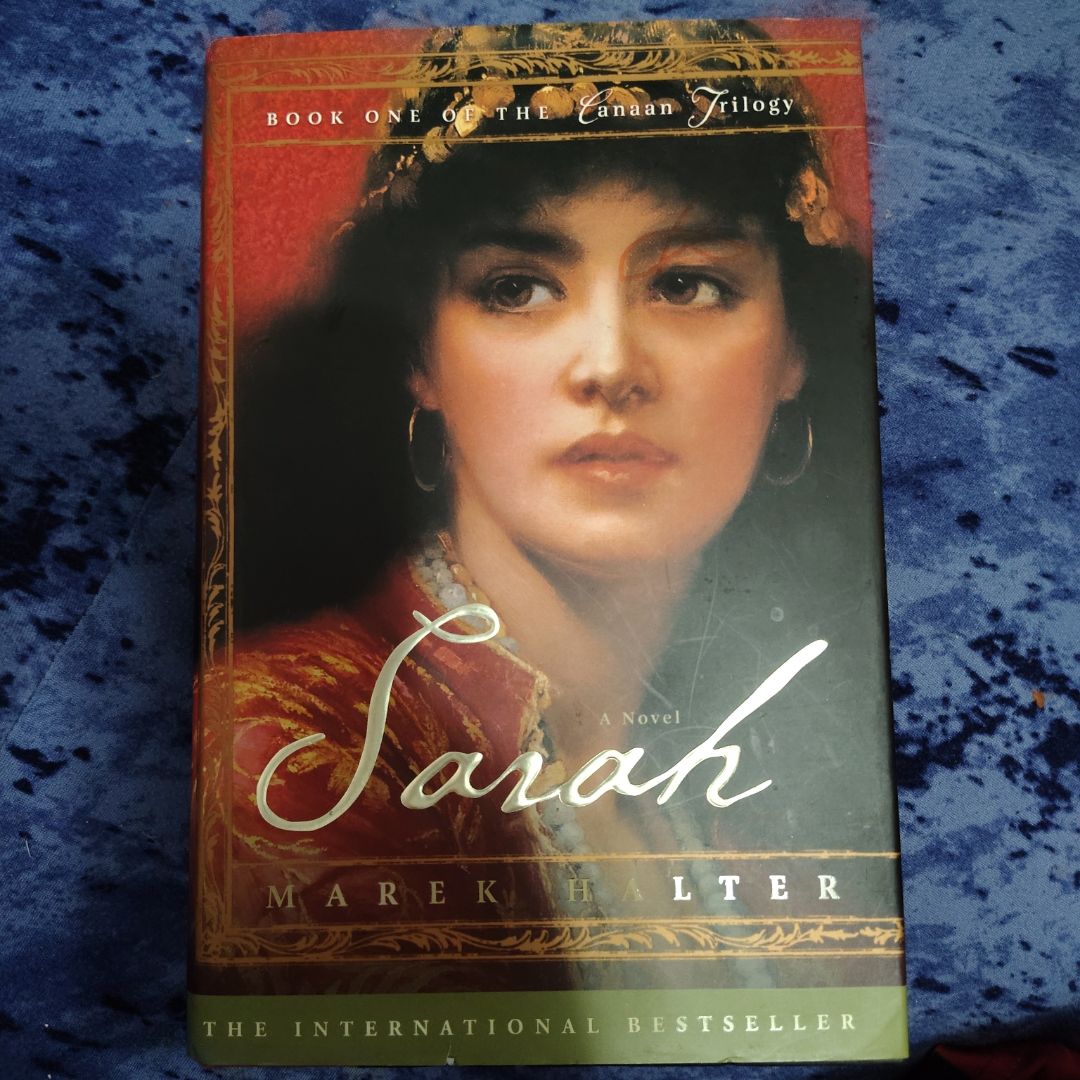 BOOK ONE OF THE Canaan Trilogy
A Novel
Sarah
MAREK HALTER
THE INTERNATIONAL BESTSELLER